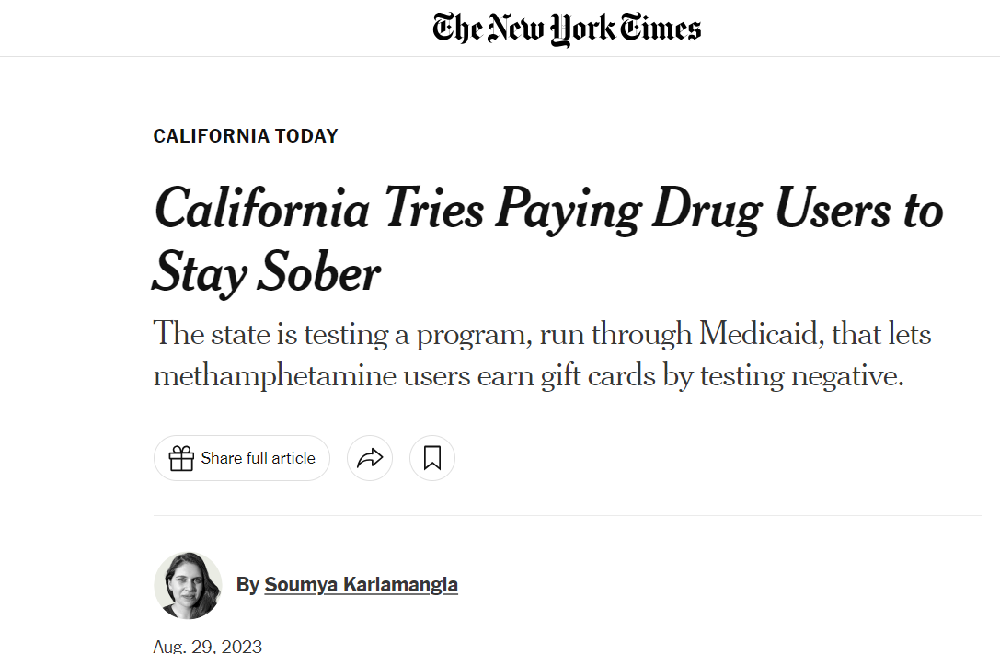 The New York Times
CALIFORNIA TODAY
California Tries Paying Drug Users to
Stay Sober
The state is testing a program, run through Medicaid, that lets
methamphetamine users earn gift cards by testing negative.
Share full article
By Soumya Karlamangla
Aug. 29, 2023